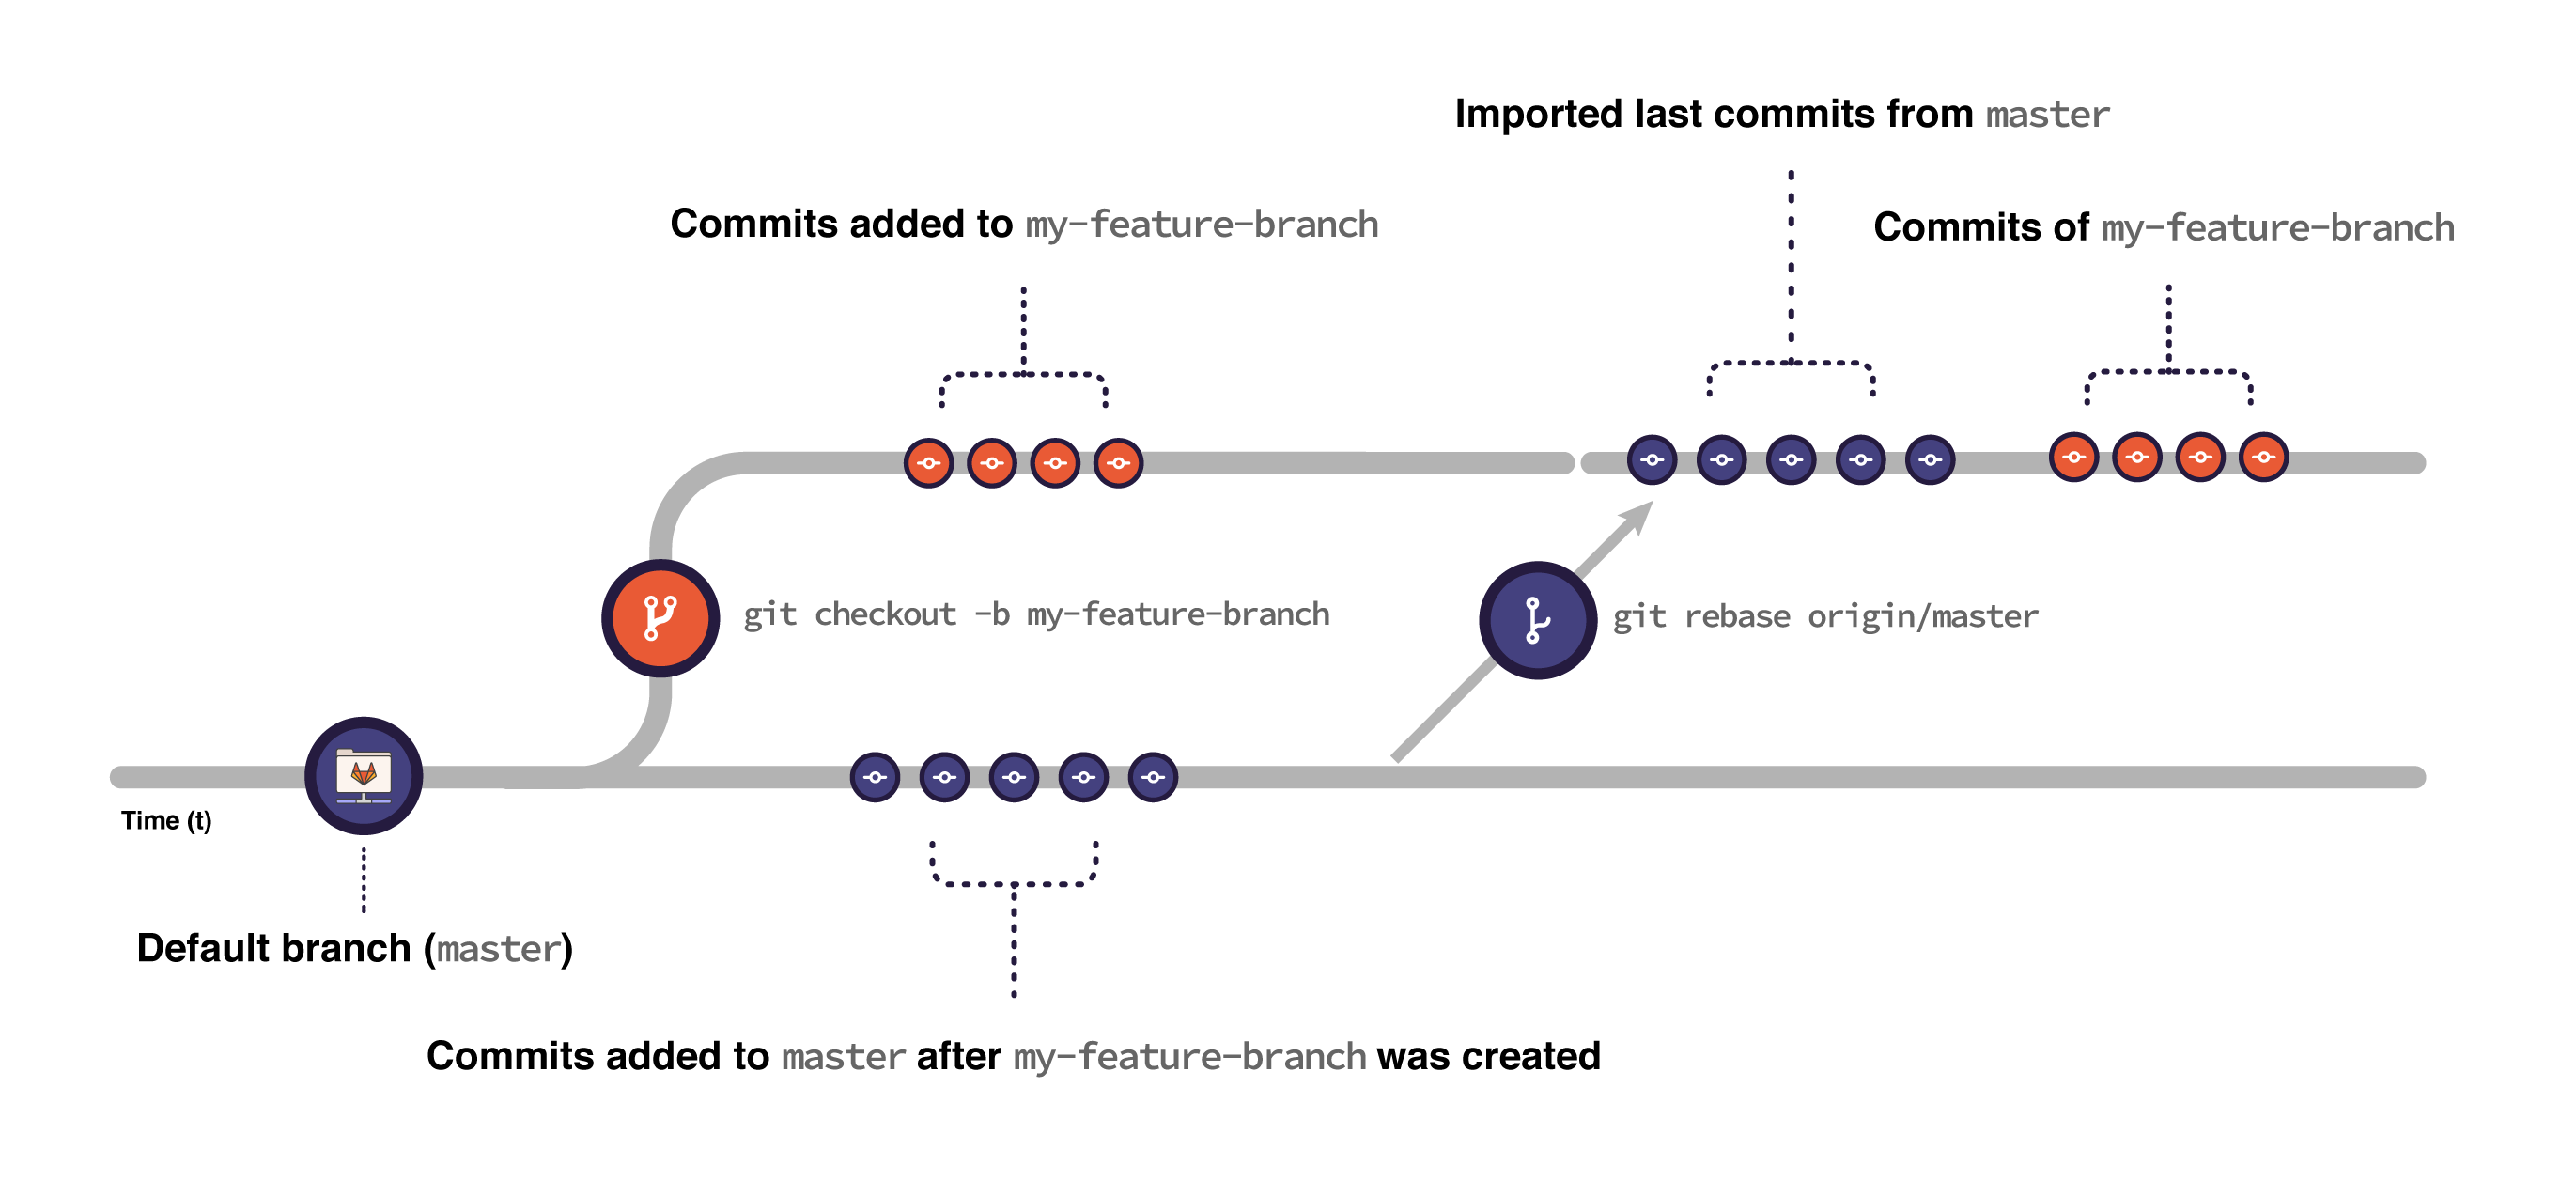 Imported last commits from master
Commits added to my-feature-branch
Commits of my-feature-branch
git checkout -b my-feature-branch
git rebase origin/master
Time (t)
Default branch (master)
Commits added to master after my-feature-branch was created